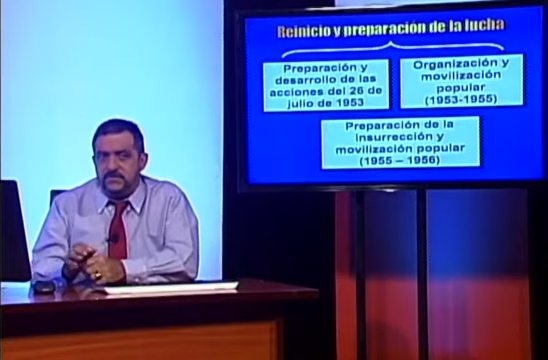 Reinicio y preparación de la lucha
Preparación y
desarrollo de las
acciones del 26 de
julio de 1953
Organización y
movilización
popular
(1953-1955)
Preparación de la
insurrección y
movilización popular
(1955 – 1956)